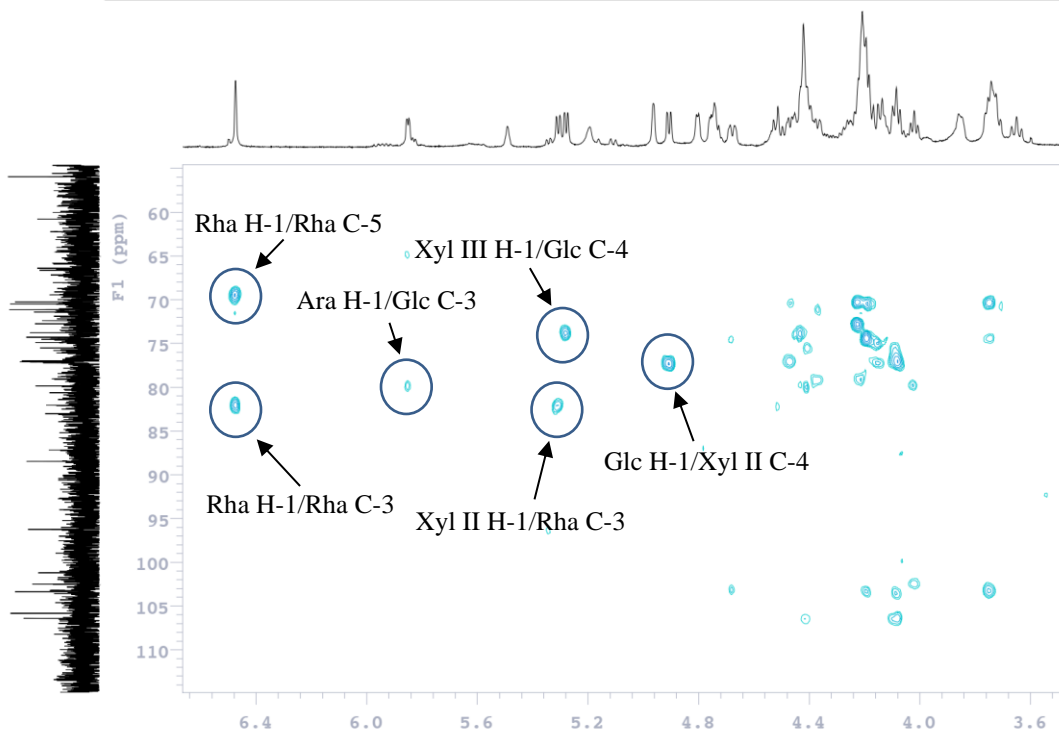 F1 (ppm)
60
65
70
75
80
85
90
95
100
105
110
Rha H-1/Rha C-5
Xyl III H-1/Glc C-4
Ara H-1/Glc C-3
Glc H-1/Xyl II C-4
Rha H-1/Rha C-3
Xyl II H-1/Rha C-3
6.4 6.0 5.6 5.2 4.8 4.4 4.0 3.6